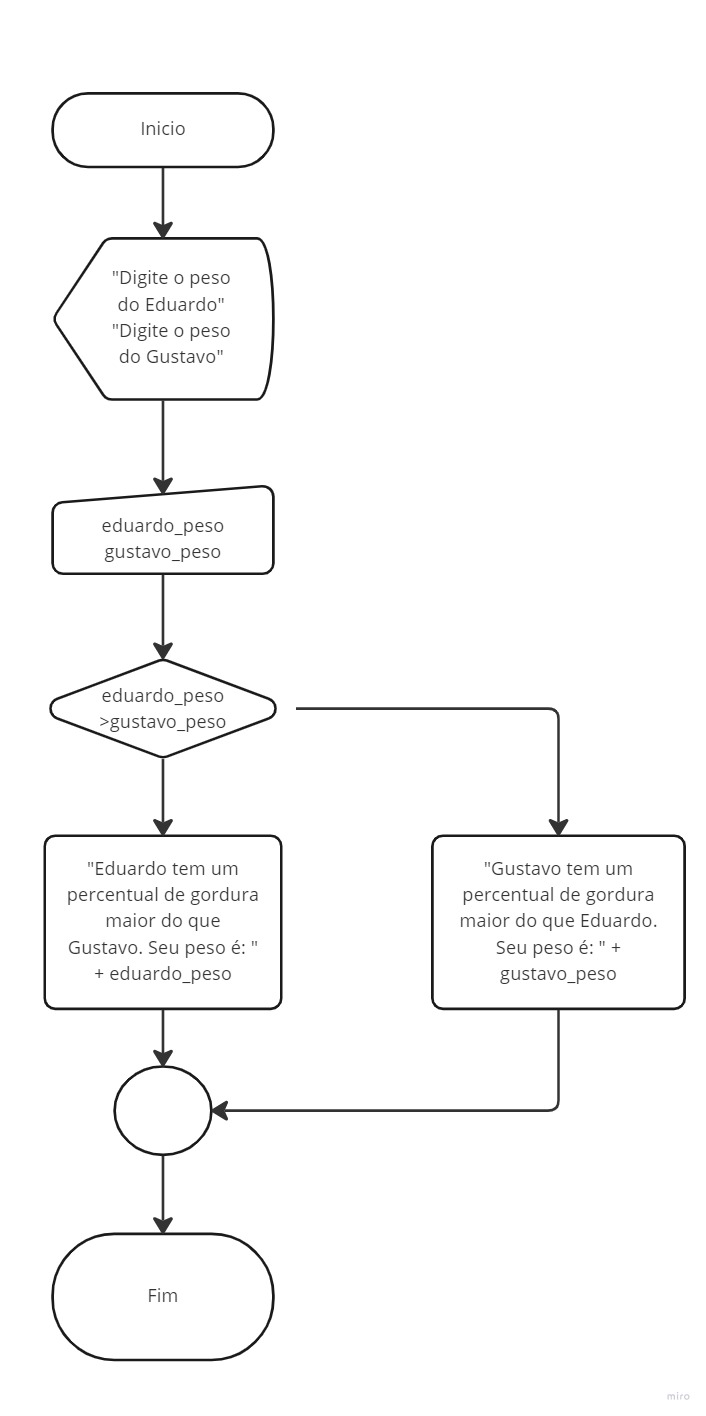 Inicio
"Digite o peso
do Eduardo"
"Digite o peso
do Gustavo"
eduardo_peso
gustavo_peso
eduardo_peso
>gustavo_peso
"Eduardo tem um
percentual de gordura
maior do que
Gustavo. Seu peso é: "
+ eduardo_peso
"Gustavo tem um
percentual de gordura
maior do que Eduardo.
Seu peso é: " +
gustavo_peso
Fim
miro